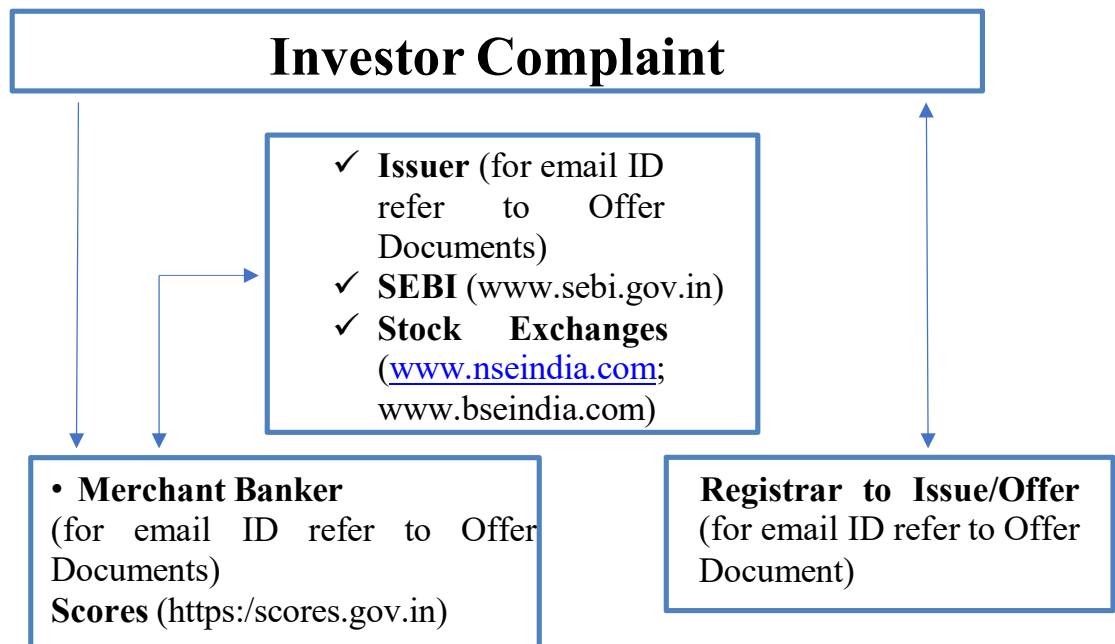 Investor Complaint
✓ Issuer (for email ID
refer to Offer
Documents)
✓ SEBI (www.sebi.gov.in)
✓ Stock Exchanges
(www.nseindia.com;
www.bseindia.com)
• Merchant Banker
(for email ID refer to Offer
Documents)
Scores (https:/scores.gov.in)
Registrar to Issue/Offer
(for email ID refer to Offer
Document)